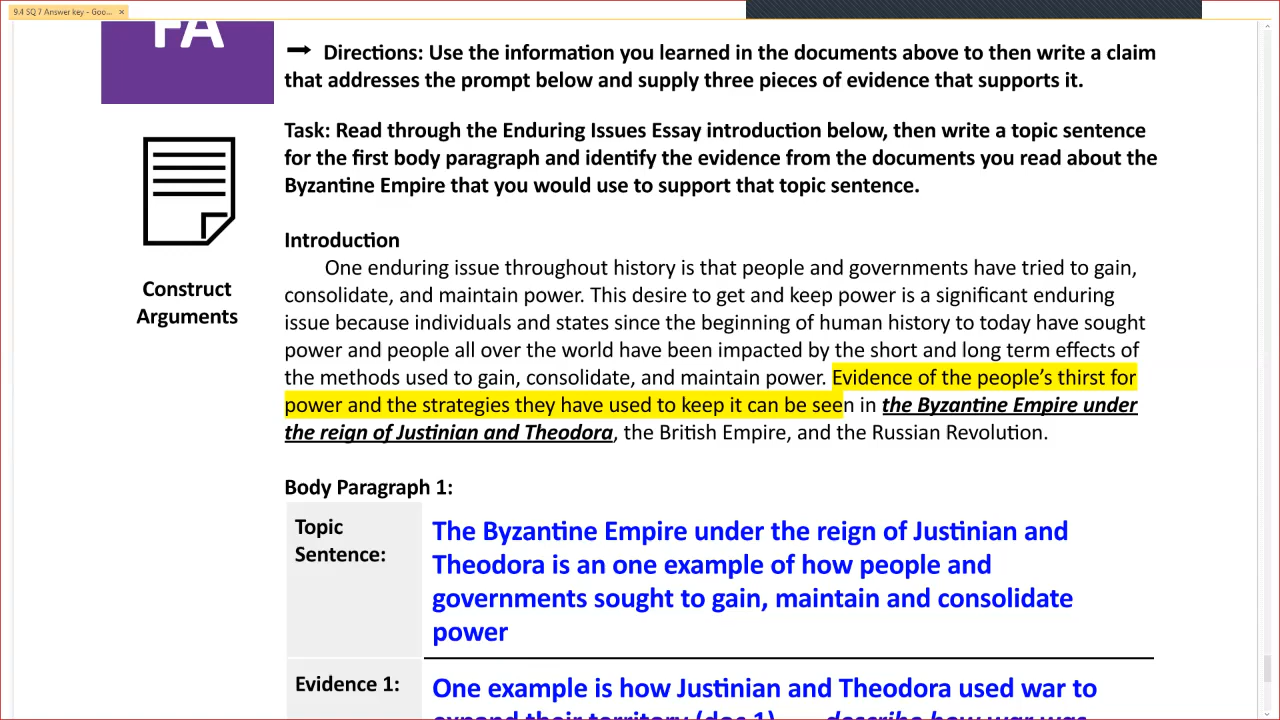 9.4 SQ 7 Answer key - Goo...
FA
→ Directions: Use the information you learned in the documents above to then write a claim
that addresses the prompt below and supply three pieces of evidence that supports it.
Task: Read through the Enduring Issues Essay introduction below, then write a topic sentence
for the first body paragraph and identify the evidence from the documents you read about the
Byzantine Empire that you would use to support that topic sentence.
Construct
Arguments
Introduction
One enduring issue throughout history is that people and governments have tried to gain,
consolidate, and maintain power. This desire to get and keep power is a significant enduring
issue because individuals and states since the beginning of human history to today have sought
power and people all over the world have been impacted by the short and long term effects of
the methods used to gain, consolidate, and maintain power. Evidence of the people’s thirst for
power and the strategies they have used to keep it can be seen in the Byzantine Empire under
the reign of Justinian and Theodora, the British Empire, and the Russian Revolution.
Body Paragraph 1:
Topic
Sentence:
The Byzantine Empire under the reign of Justinian and
Theodora is an one example of how people and
governments sought to gain, maintain and consolidate
power
Evidence 1:
One example is how Justinian and Theodora used war to
expand their territory (doc 1) describe how war was